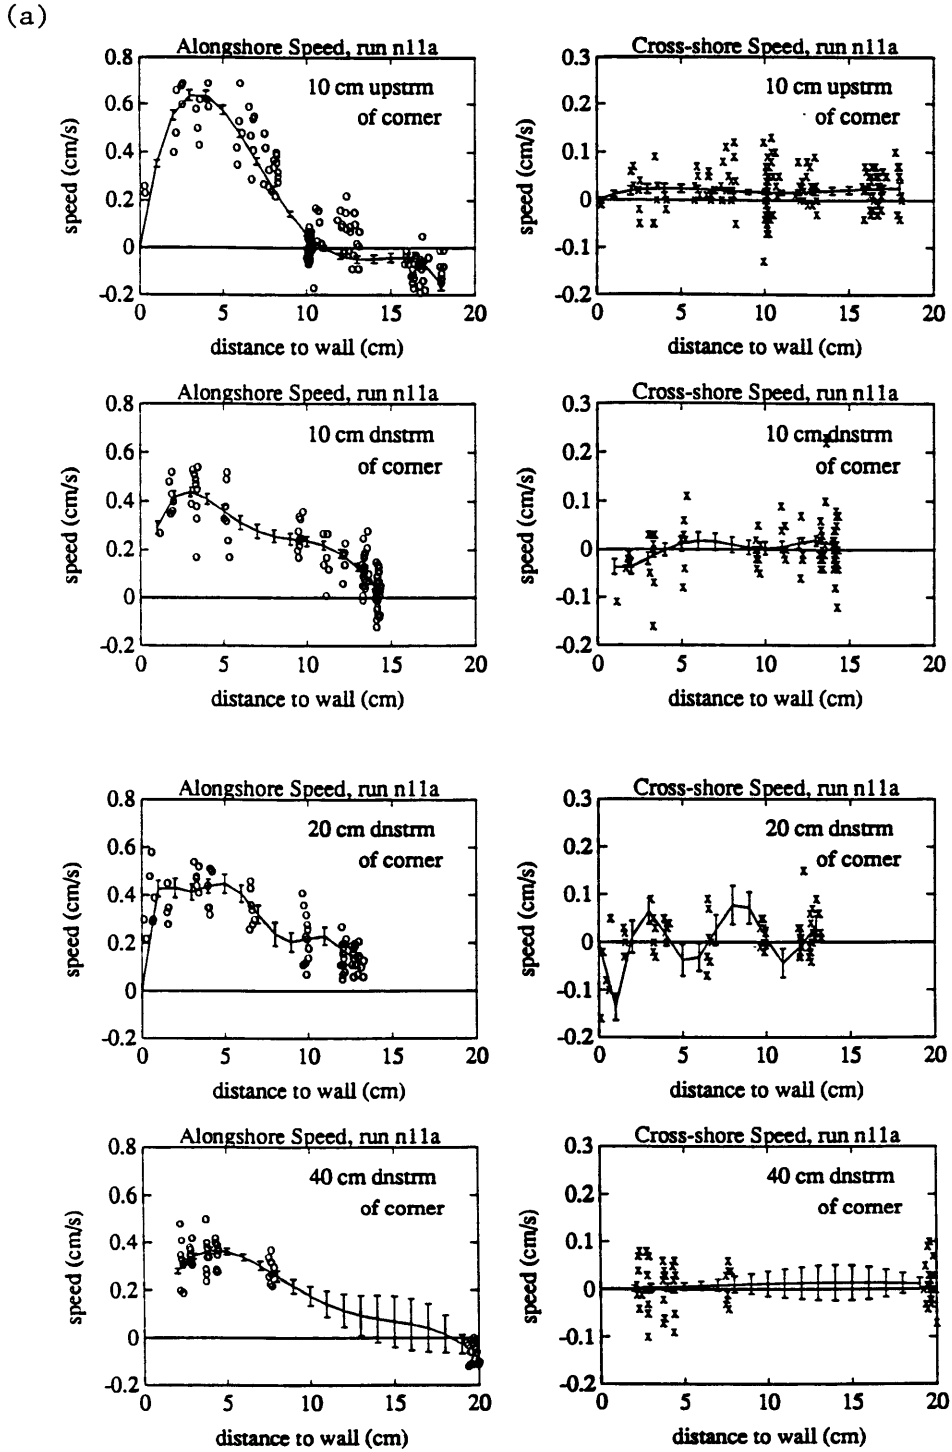 (a)
Alongshore Speed, run n11a
10 cm upstrm
of corner
speed (cm/s)
0.8
0.6
0.4
0.2
0
-0.2
0 5 10 15 20
distance to wall (cm)
Cross-shore Speed, run n11a
10 cm upstrm
of corner
speed (cm/s)
0.3
0.2
0.1
0
-0.1
-0.2
0 5 10 15 20
distance to wall (cm)
Alongshore Speed, run n11a
10 cm dnstrm
of corner
speed (cm/s)
0.8
0.6
0.4
0.2
0
-0.2
0 5 10 15 20
distance to wall (cm)
Cross-shore Speed, run n11a
10 cm dnstrm
of corner
speed (cm/s)
0.3
0.2
0.1
0
-0.1
-0.2
0 5 10 15 20
distance to wall (cm)
Alongshore Speed, run n11a
20 cm dnstrm
of corner
speed (cm/s)
0.8
0.6
0.4
0.2
0
-0.2
0 5 10 15 20
distance to wall (cm)
Cross-shore Speed, run n11a
20 cm dnstrm
of corner
speed (cm/s)
0.3
0.2
0.1
0
-0.1
-0.2
0 5 10 15 20
distance to wall (cm)
Alongshore Speed, run n11a
40 cm dnstrm
of corner
speed (cm/s)
0.8
0.6
0.4
0.2
0
-0.2
0 5 10 15 20
distance to wall (cm)
Cross-shore Speed, run n11a
40 cm dnstrm
of corner
speed (cm/s)
0.3
0.2
0.1
0
-0.1
-0.2
0 5 10 15 20
distance to wall (cm)